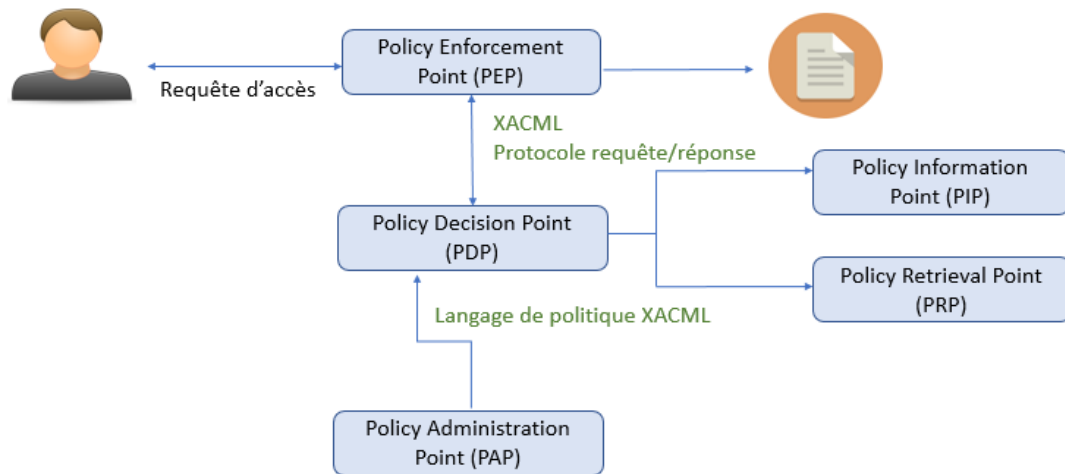 Policy Enforcement
Point (PEP)
Requête d'accès
XACML
Protocole requête/réponse
Policy Information
Point (PIP)
Policy Decision Point
(PDP)
Policy Retrieval Point
(PRP)
Langage de politique XACML
Policy Administration
Point (PAP)